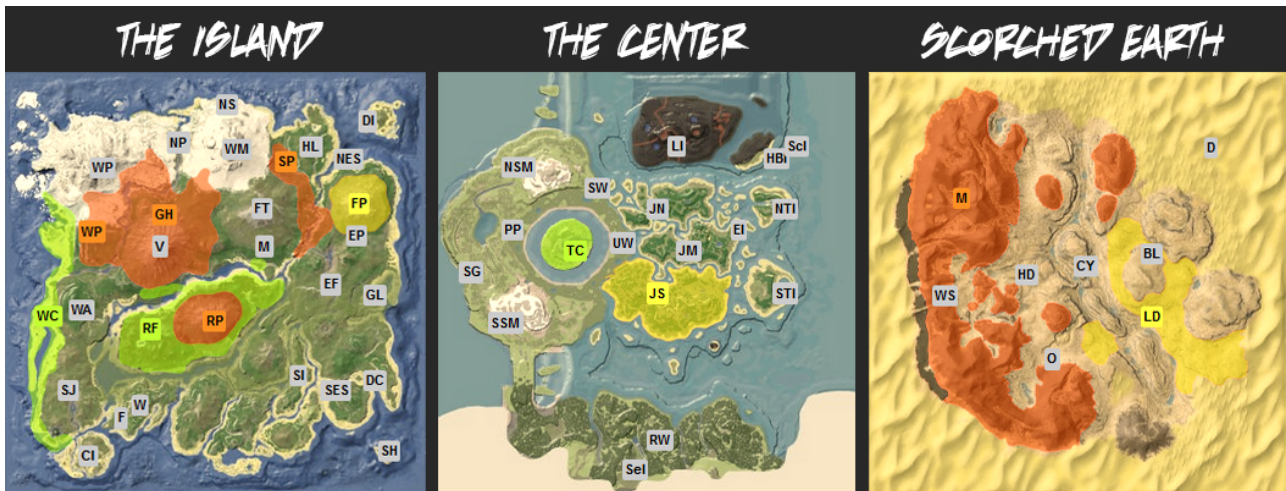 THE ISLAND
THE CENTER
SCORCHED EARTH
NS
DI
NP
WM
HL
WP
SP
NES
GH
FT
FP
WP
V
M
EP
EF
GL
WC
WA
RF
RP
SJ
SI
SES
DC
F
W
CI
SH
LI
ScI
HBI
NSM
SW
JN
NTI
PP
TC
UW
JM
EI
SG
JS
STI
SSM
RW
SeI
D
M
BL
HD
CY
WS
LD
O